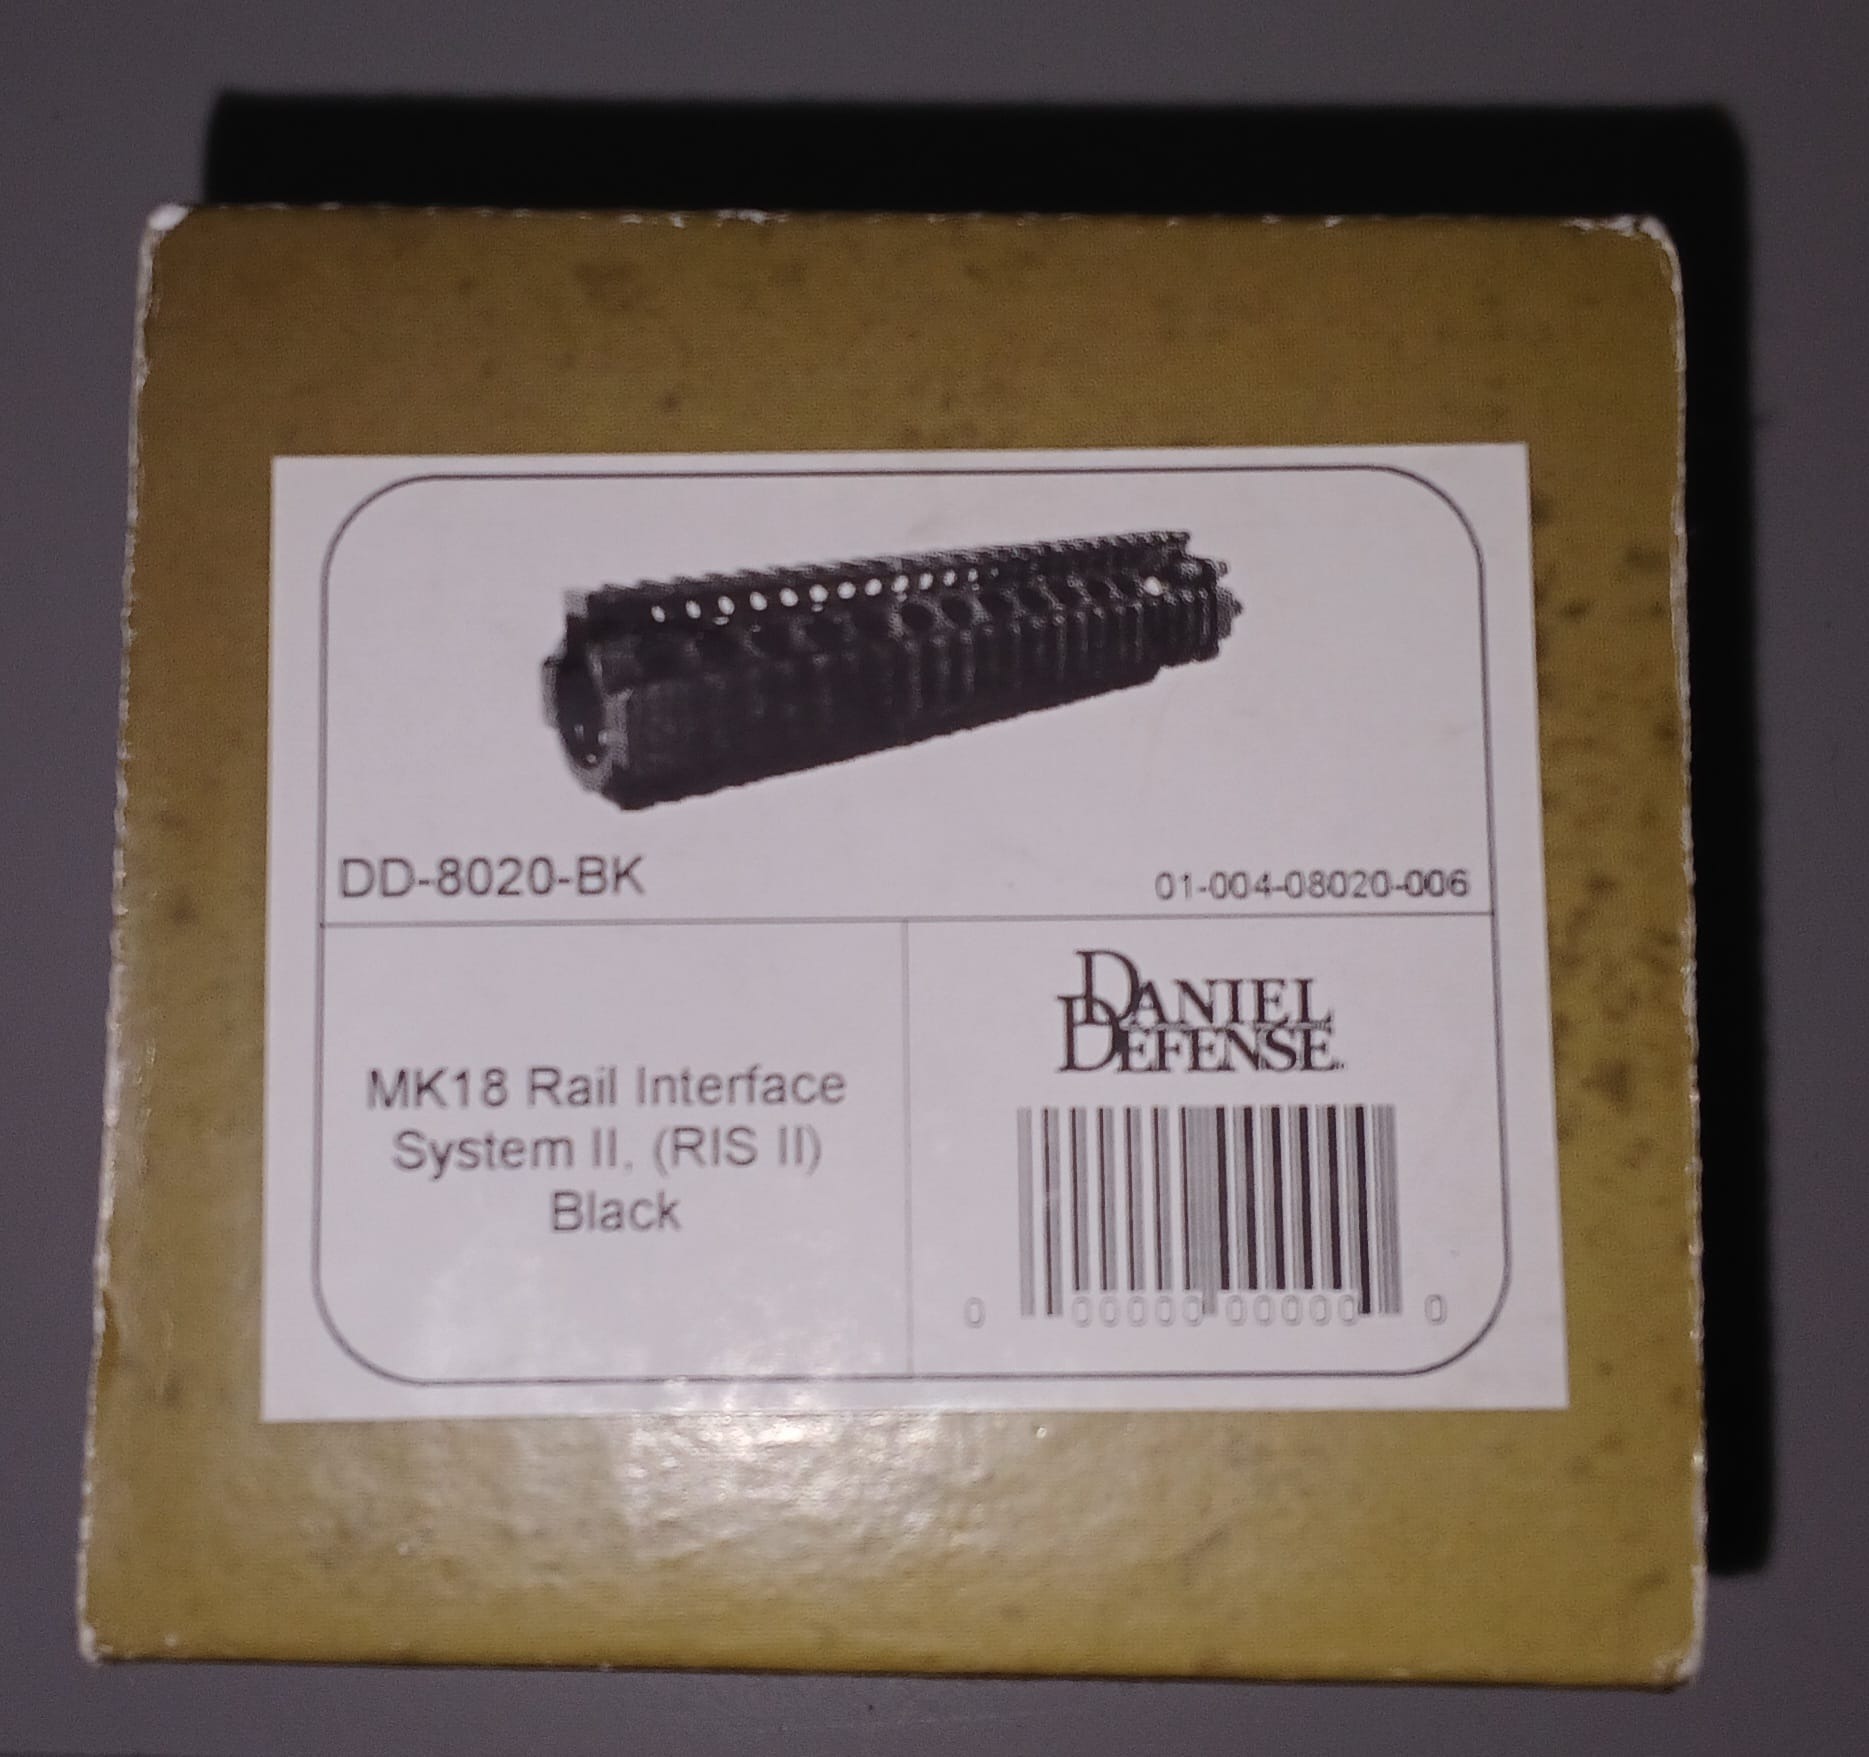 DD-8020-BK
01-004-08020-006
MK18 Rail Interface
System II, (RIS II)
Black
DANIEL
DEFENSE
0 00000 00000 0